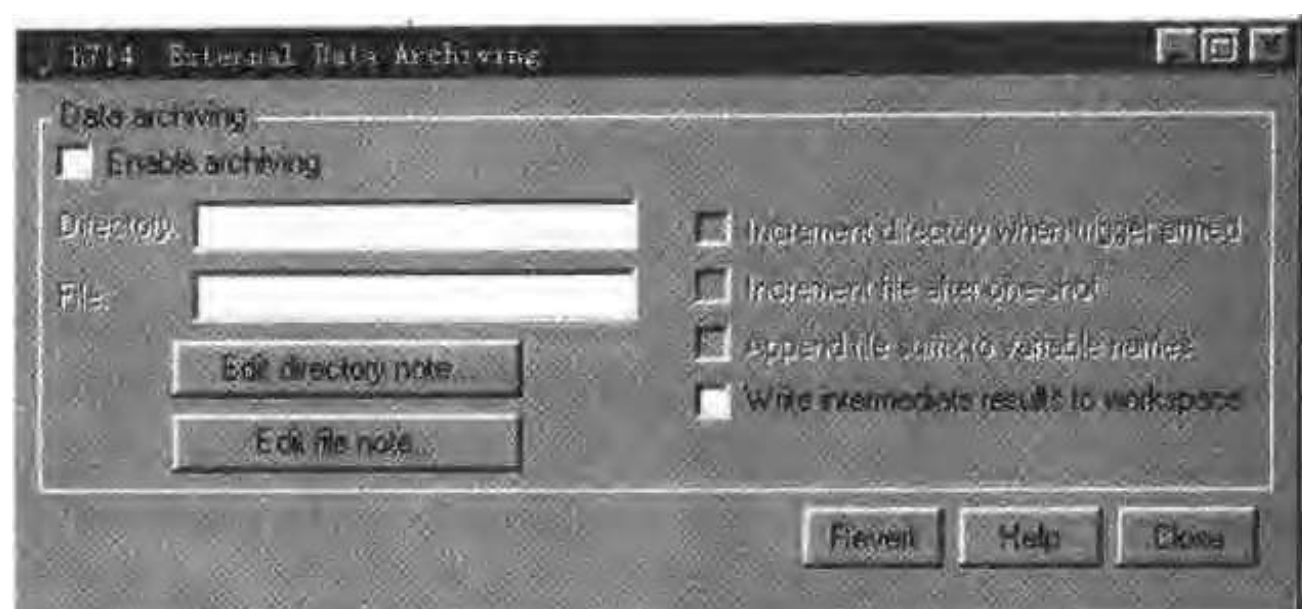 External Data Archiving
Data archiving
Enable archiving
Directory:
File:
Edit directory note...
Edit file note...
Increment directory when trigger armed
Increment file after one-shot
Append file suffix to variable names
Write intermediate results to workspace
Revert
Help
Close